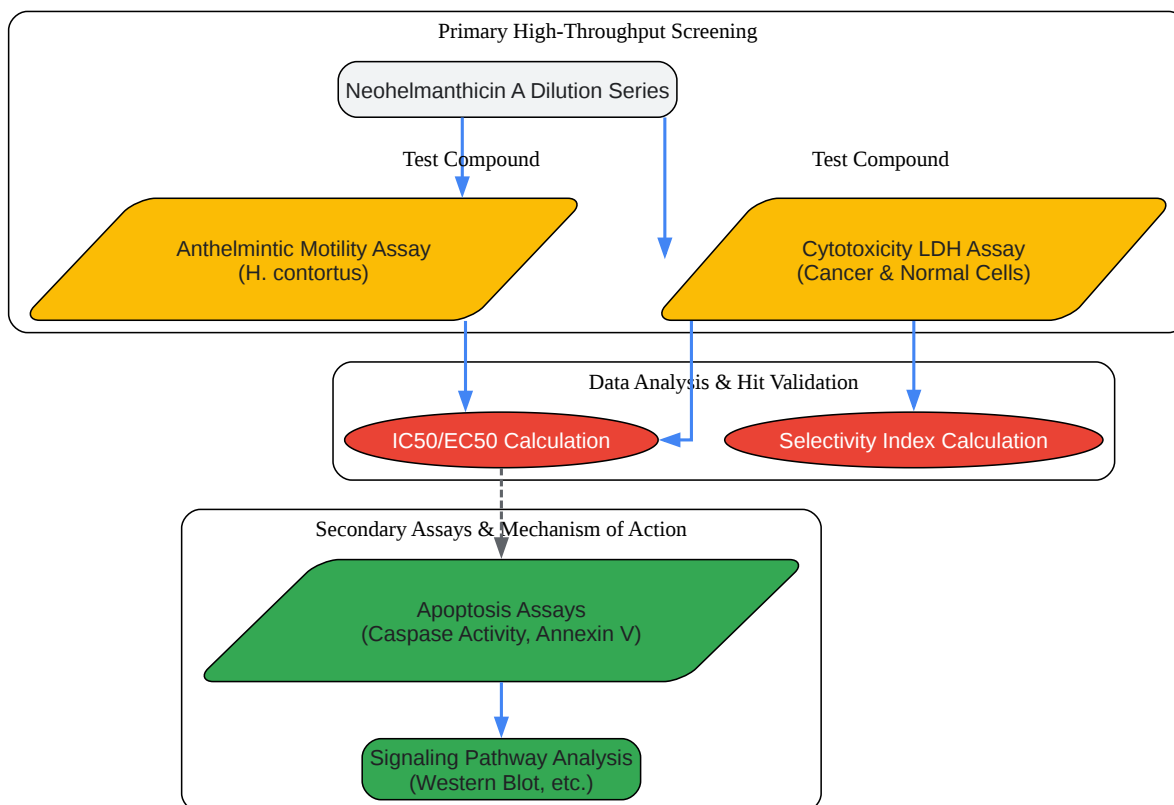 Primary High-Throughput Screening
Neohelmanthicin A Dilution Series
Test Compound
Test Compound
Anthelmintic Motility Assay
(H. contortus)
Cytotoxicity LDH Assay
(Cancer & Normal Cells)
Data Analysis & Hit Validation
IC50/EC50 Calculation
Selectivity Index Calculation
Secondary Assays & Mechanism of Action
Apoptosis Assays
(Caspase Activity, Annexin V)
Signaling Pathway Analysis
(Western Blot, etc.)